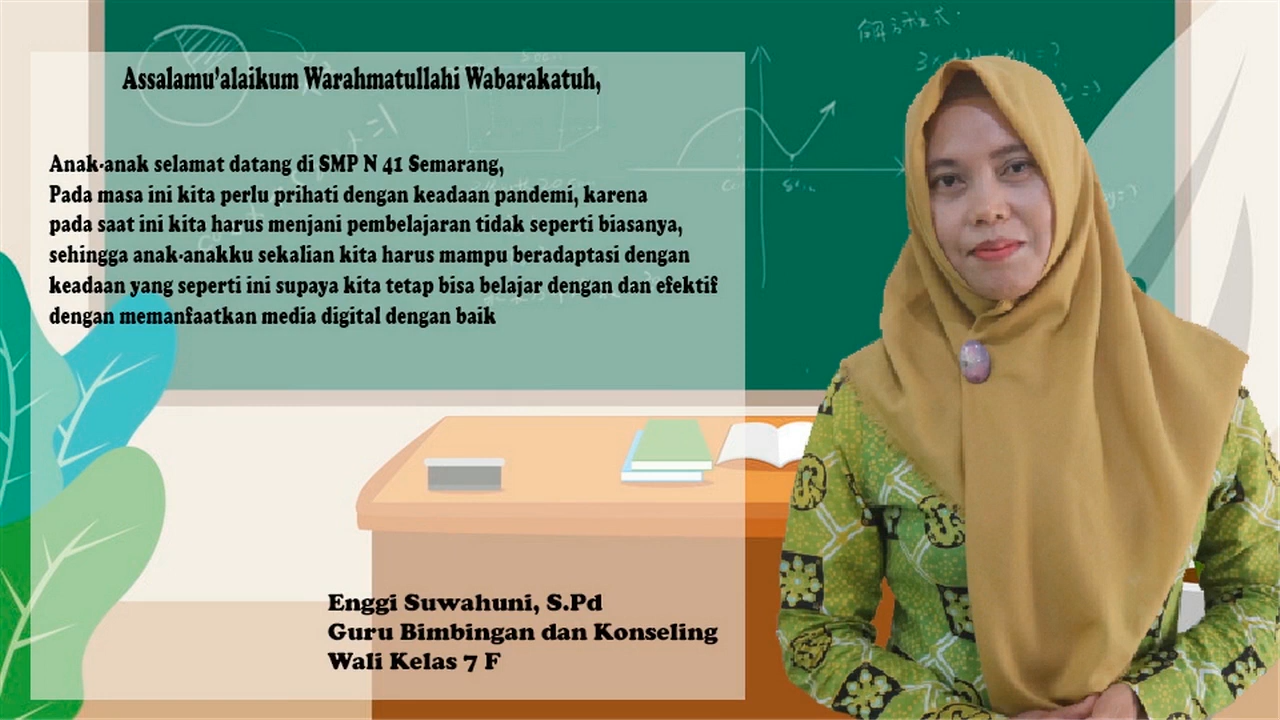 Assalamu'alaikum Warahmatullahi Wabarakatuh,
Anak-anak selamat datang di SMP N 41 Semarang,
Pada masa ini kita perlu prihati dengan keadaan pandemi, karena
pada saat ini kita harus menjani pembelajaran tidak seperti biasanya,
sehingga anak-anakku sekalian kita harus mampu beradaptasi dengan
keadaan yang seperti ini supaya kita tetap bisa belajar dengan dan efektif
dengan memanfaatkan media digital dengan baik
Enggi Suwahuni, S.Pd
Guru Bimbingan dan Konseling
Wali Kelas 7 F